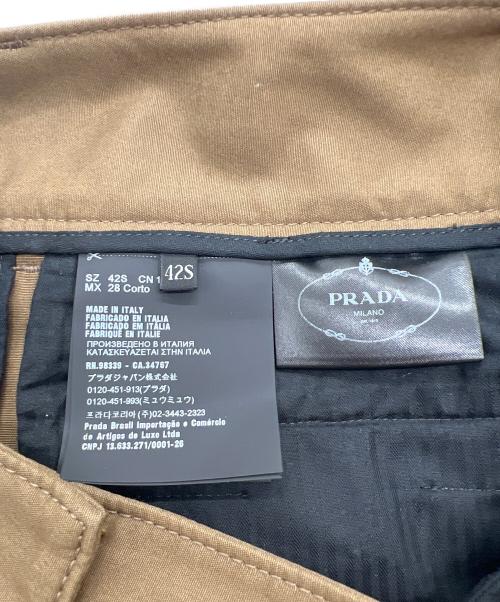 SZ 42S CN 1
MX 28 Corto
42S
MADE IN ITALY
FABRICADO EN ITALIA
FABRICADO EM ITÁLIA
FABRIQUÉ EN ITALIE
ПРОИЗВЕДЕНО В ИТАЛИЯ
ΚΑΤΑΣΚΕΥΑΖΕΤΑΙ ΣΤΗΝ ΙΤΑΛΙΑ
RN.98339 - CA.34767
プラダジャパン株式会社
0120-451-913(プラダ)
0120-451-993(ミュウミュウ)
프라다코리아(주)02-3443-2323
Prada Brasil Importação e Comércio
de Artigos de Luxo Ltda
CNPJ 13.633.271/0001-26
PRADA
MILANO